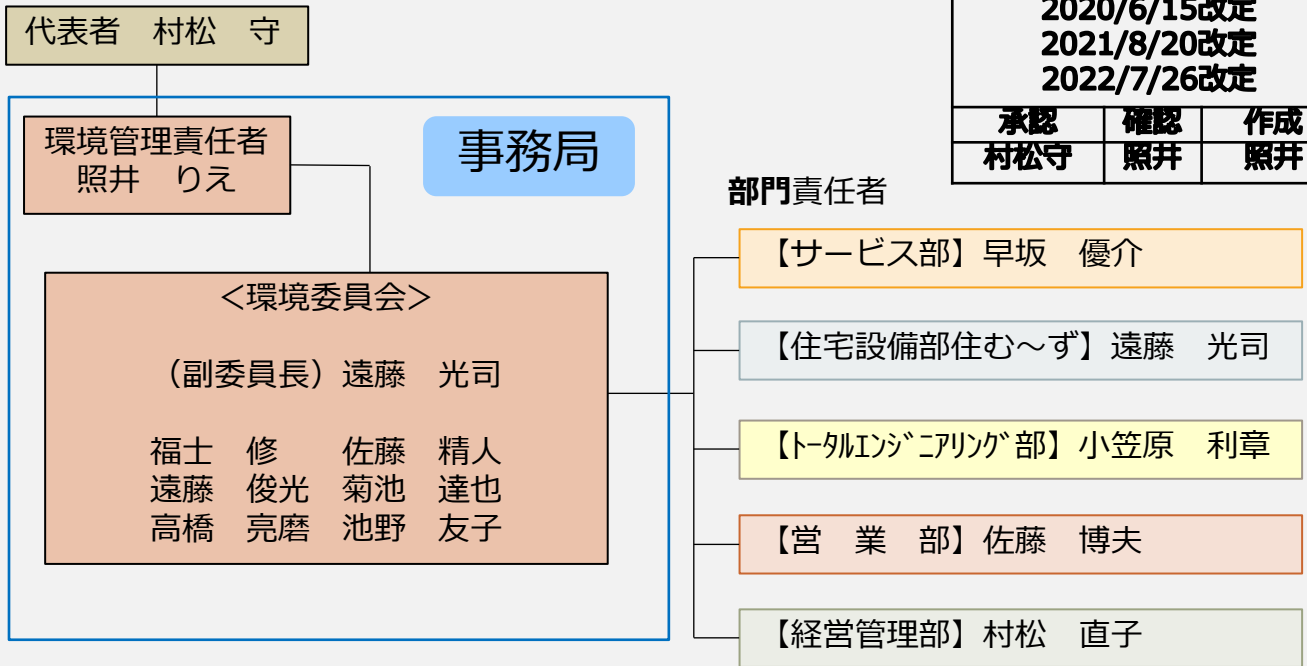 代表者　村松　守
2020/6/15改定
2021/8/20改定
2022/7/26改定
承認　確認　作成
村松守　照井　照井
環境管理責任者
照井　りえ
事務局
部門責任者
＜環境委員会＞
（副委員長）遠藤　光司
福士　修　　佐藤　精人
遠藤　俊光　菊池　達也
高橋　亮磨　池野　友子
【サービス部】早坂　優介
【住宅設備部住む～ず】遠藤　光司
【ﾄｰﾀﾙｴﾝｼﾞﾆｱﾘﾝｸﾞ部】小笠原　利章
【営　業　部】佐藤　博夫
【経営管理部】村松　直子